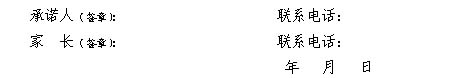 承诺人(签章): 联系电话:
家 长(签章): 联系电话:
年 月 日